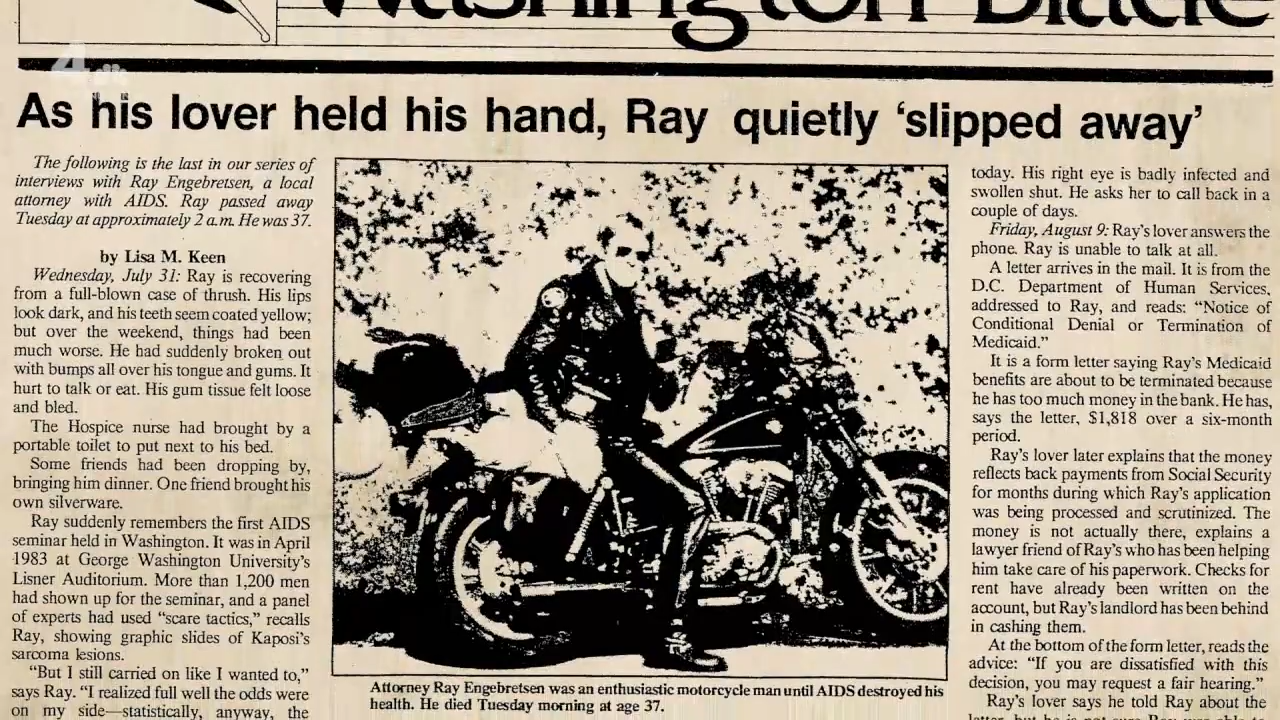 Washington Blade
4
As his lover held his hand, Ray quietly ‘slipped away’
The following is the last in our series of
interviews with Ray Engebretsen, a local
attorney with AIDS. Ray passed away
Tuesday at approximately 2 a.m. He was 37.
by Lisa M. Keen
Wednesday, July 31: Ray is recovering
from a full-blown case of thrush. His lips
look dark, and his teeth seem coated yellow;
but over the weekend, things had been
much worse. He had suddenly broken out
with bumps all over his tongue and gums. It
hurt to talk or eat. His gum tissue felt loose
and bled.
The Hospice nurse had brought by a
portable toilet to put next to his bed.
Some friends had been dropping by,
bringing him dinner. One friend brought his
own silverware.
Ray suddenly remembers the first AIDS
seminar held in Washington. It was in April
1983 at George Washington University’s
Lisner Auditorium. More than 1,200 men
had shown up for the seminar, and a panel
of experts had used “scare tactics,” recalls
Ray, showing graphic slides of Kaposi’s
sarcoma lesions.
“But I still carried on like I wanted to,”
says Ray. “I realized full well the odds were
on my side—statistically, anyway, the
Attorney Ray Engebretsen was an enthusiastic motorcycle man until AIDS destroyed his
health. He died Tuesday morning at age 37.
today. His right eye is badly infected and
swollen shut. He asks her to call back in a
couple of days.
Friday, August 9: Ray’s lover answers the
phone. Ray is unable to talk at all.
A letter arrives in the mail. It is from the
D.C. Department of Human Services,
addressed to Ray, and reads: “Notice of
Conditional Denial or Termination of
Medicaid.”
It is a form letter saying Ray’s Medicaid
benefits are about to be terminated because
he has too much money in the bank. He has,
says the letter, $1,818 over a six-month
period.
Ray’s lover later explains that the money
reflects back payments from Social Security
for months during which Ray’s application
was being processed and scrutinized. The
money is not actually there, explains a
lawyer friend of Ray’s who has been helping
him take care of his paperwork. Checks for
rent have already been written on the
account, but Ray’s landlord has been behind
in cashing them.
At the bottom of the form letter, reads the
advice: “If you are dissatisfied with this
decision, you may request a fair hearing.”
Ray’s lover says he told Ray about the